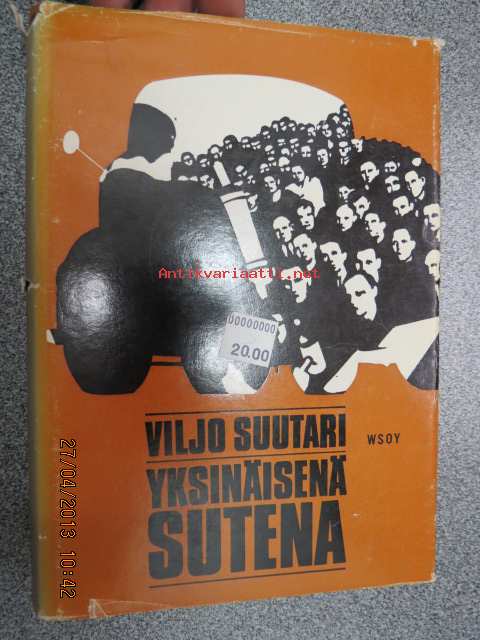 Antikvariaatti.net
00000000
20.00
VILJO SUUTARI
WSOY
YKSINÄISENÄ
SUTENA
27/04/2013 10:42